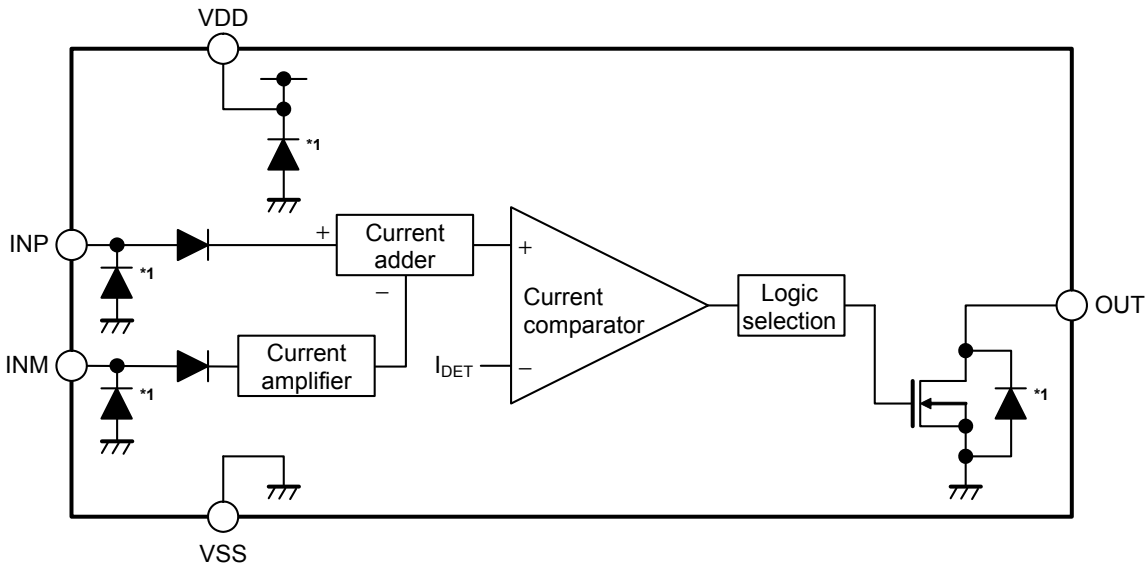 VDD
*1
INP
*1
+
Current
adder
−
+
Current
comparator
I_DET
−
Logic
selection
OUT
INM
*1
Current
amplifier
*1
VSS